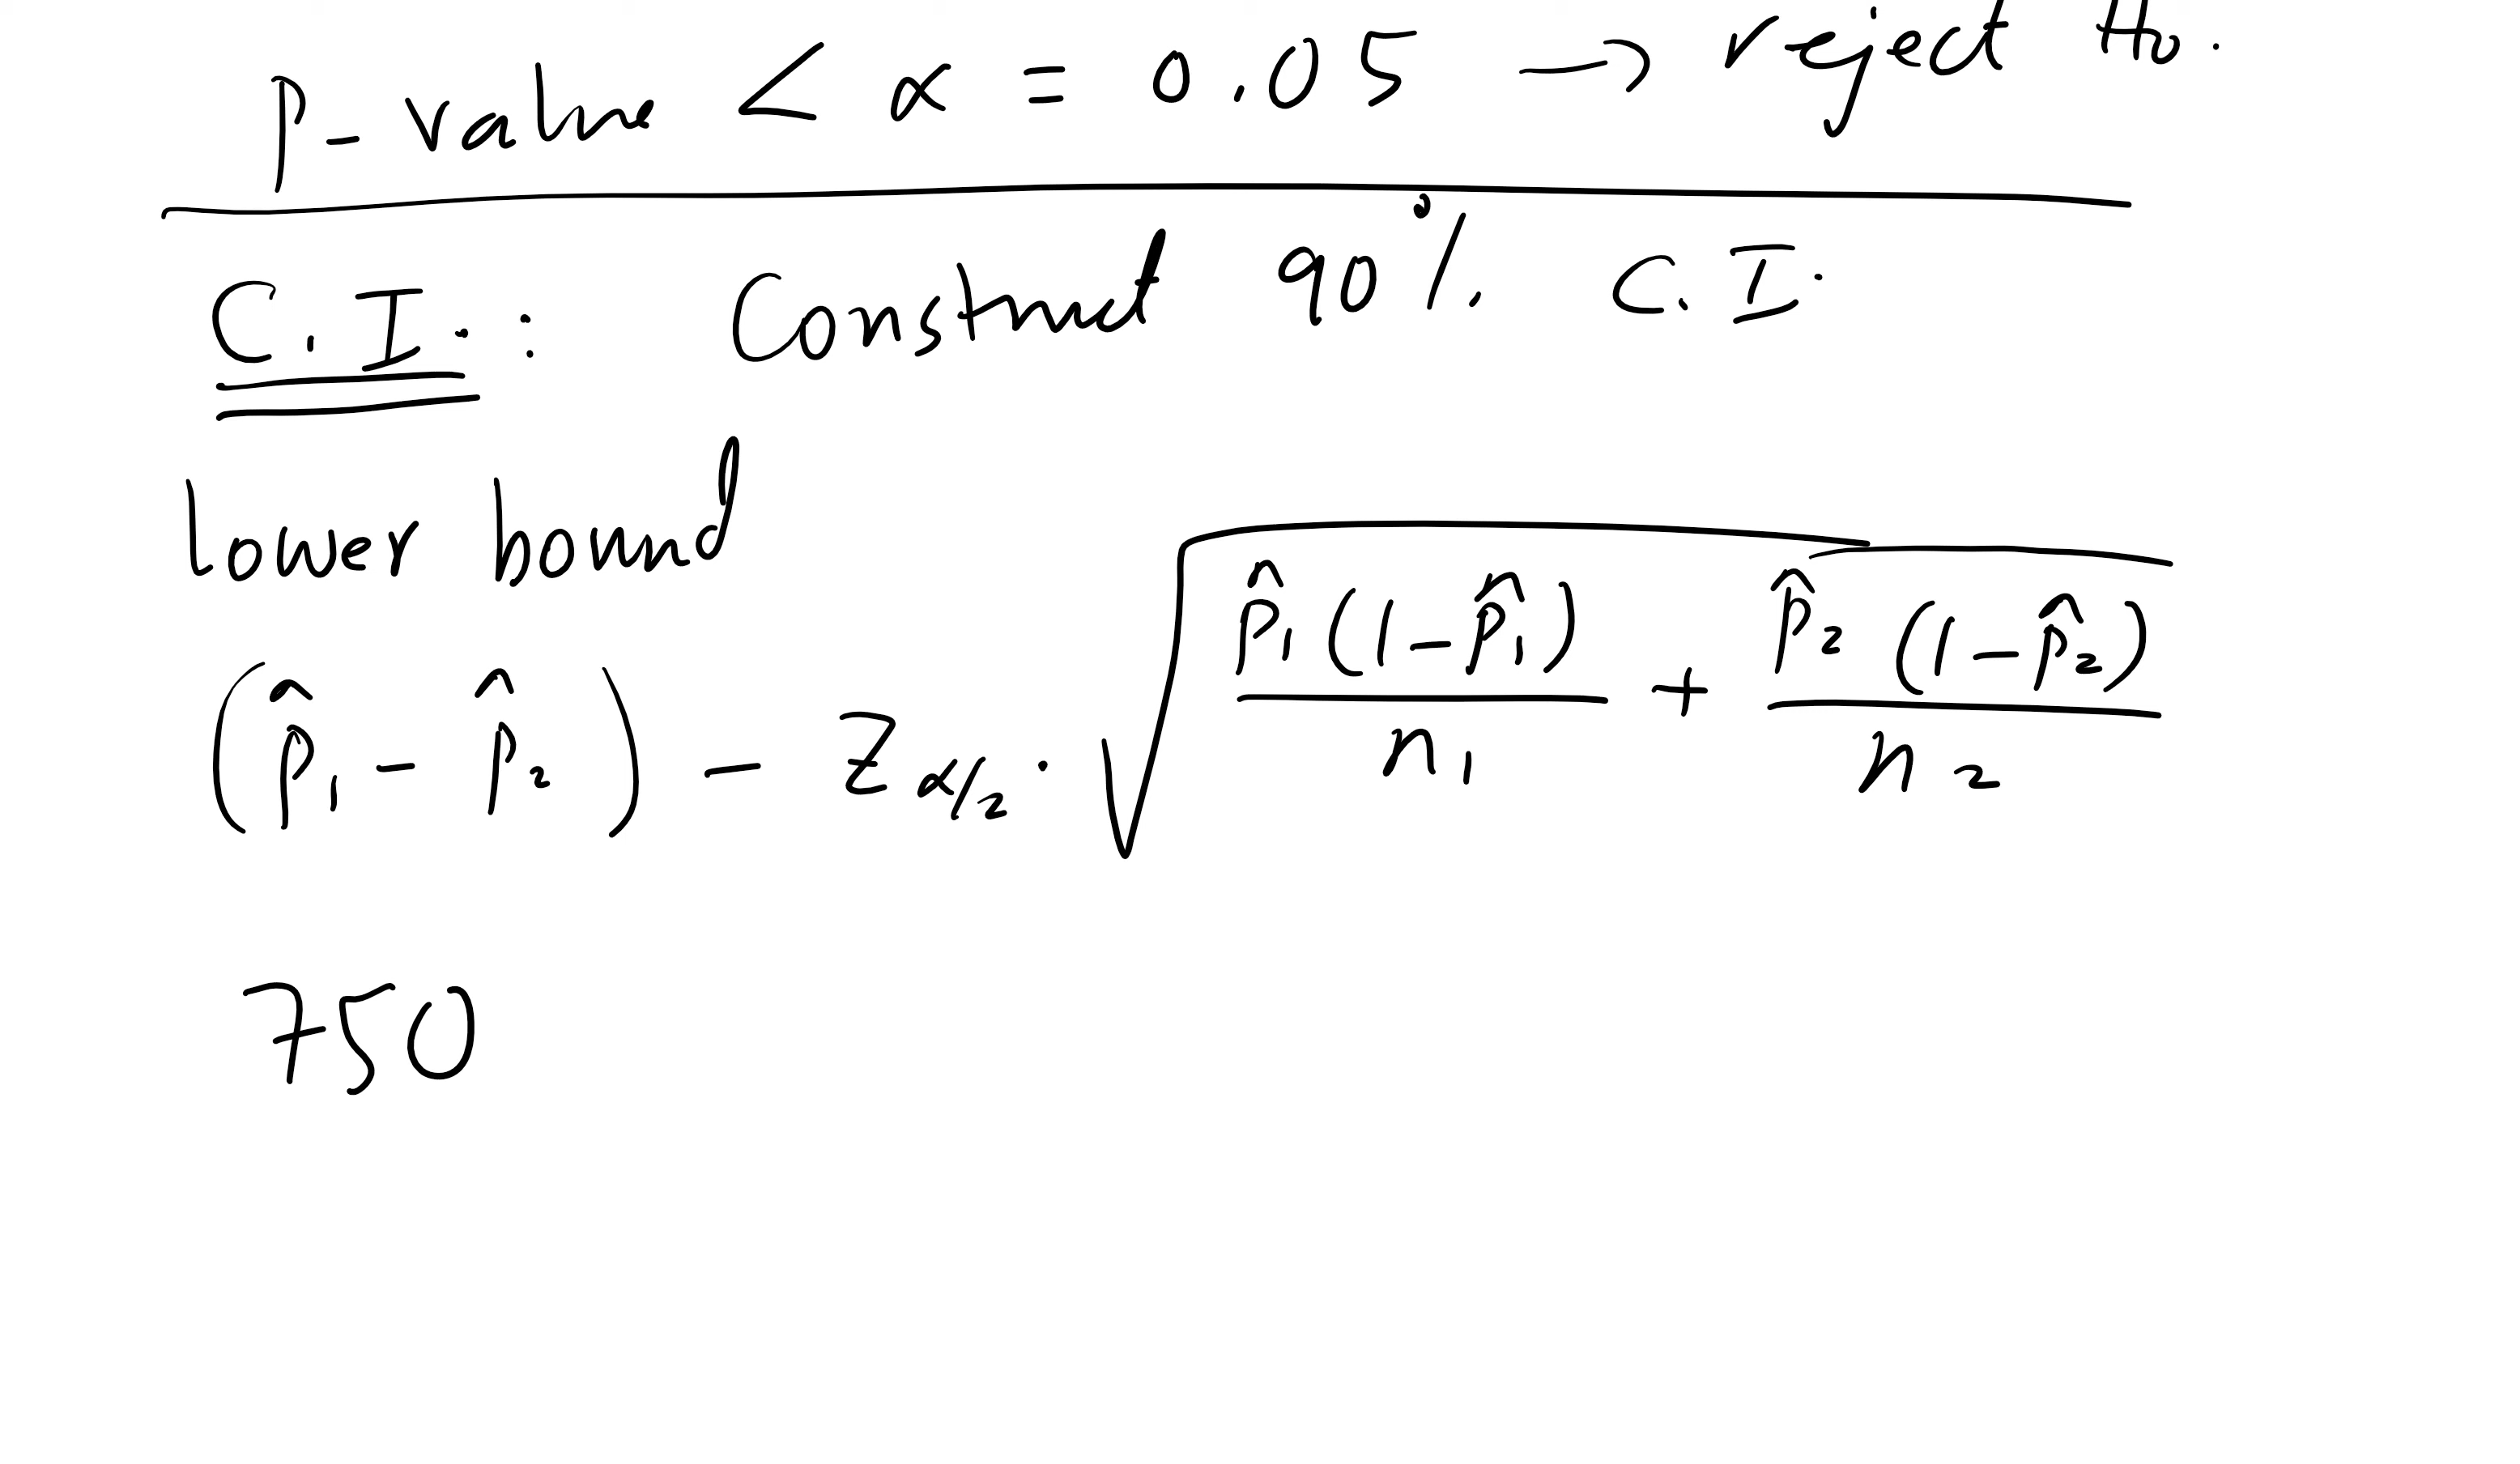 P-value < α = 0.05 → reject H₀.
C.I.: Construct 90% C.I.
lower bound
(p̂₁ - p̂₂) - Z_{α/2} · √( p̂₁(1-p̂₁)/n₁ + p̂₂(1-p̂₂)/n₂ )
750